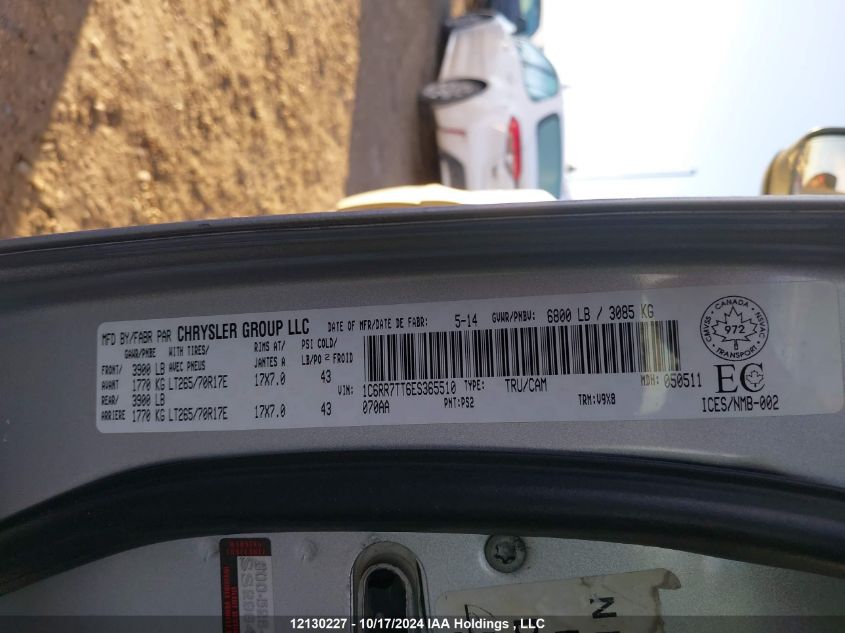 MFD BY/FABR PAR CHRYSLER GROUP LLC DATE OF MFR/DATE DE FABR: 5-14 GVWR/PNBV: 6800 LB / 3085 KG
GAWR/PNBE WITH TIRES/ RIMS AT/ PSI COLD/
FRONT/ 3900 LB AVEC PNEUS JANTES A LB/PO² FROID
AVANT 1770 KG LT265/70R17E 17X7.0 43
REAR/ 3900 LB
ARRIERE 1770 KG LT265/70R17E 17X7.0 43
VIN: 1C6RR7TT6ES365510 TYPE: TRU/CAM MDH: 050511
070AA PNT:PS2 TRM:V9X8
CANADA
CMVSS NSVAC
972
TRANSPORT
EC
ICES/NMB-002
WARNING
12130227 - 10/17/2024 IAA Holdings, LLC